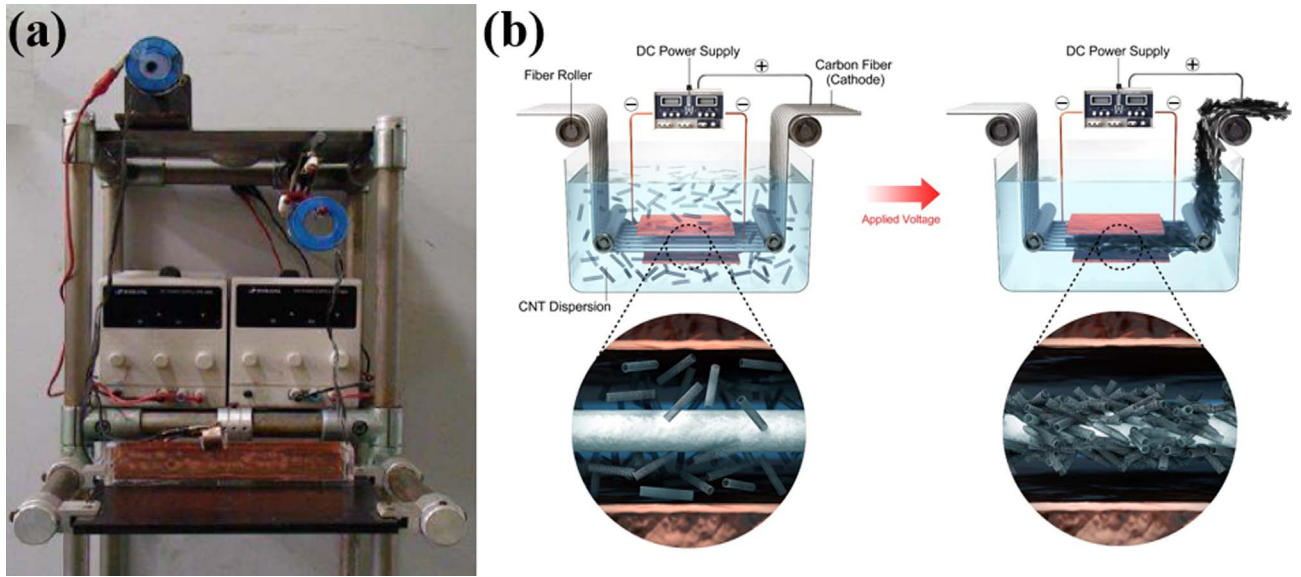 (a)
(b)
DC Power Supply
Fiber Roller
Carbon Fiber
(Cathode)
+
−
−
CNT Dispersion
Applied Voltage
DC Power Supply
+
−
−